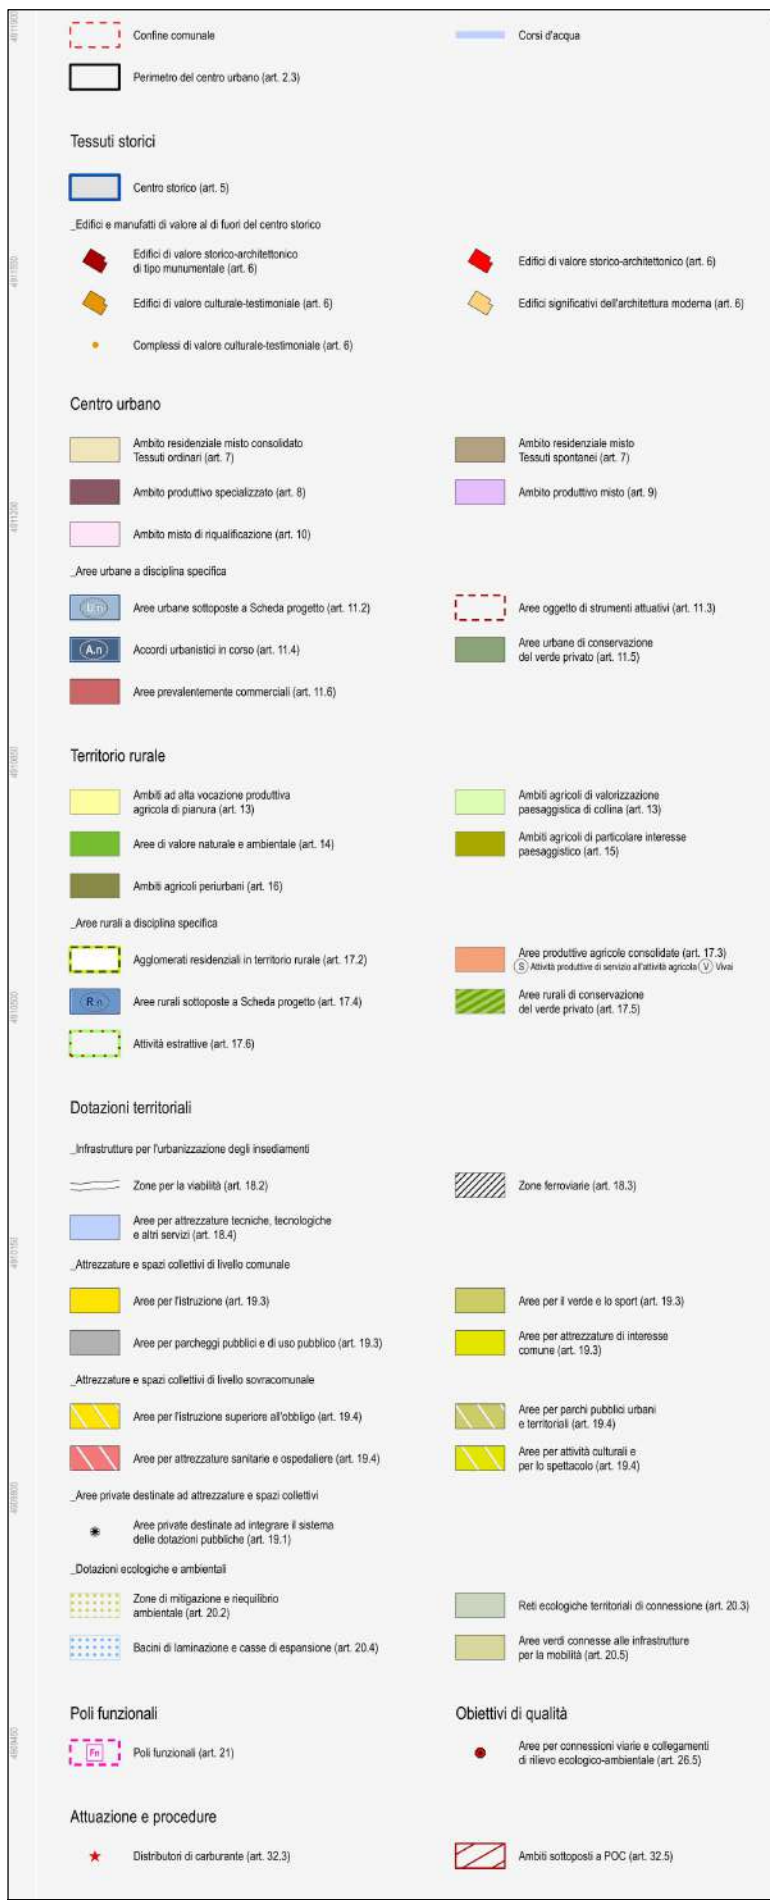 4911900
Confine comunale
Corsi d'acqua
Perimetro del centro urbano (art. 2.3)
Tessuti storici
Centro storico (art. 5)
_Edifici e manufatti di valore al di fuori del centro storico
4911550
Edifici di valore storico-architettonico
di tipo munumentale (art. 6)
Edifici di valore storico-architettonico (art. 6)
Edifici di valore culturale-testimoniale (art. 6)
Edifici significativi dell'architettura moderna (art. 6)
Complessi di valore culturale-testimoniale (art. 6)
Centro urbano
Ambito residenziale misto consolidato
Tessuti ordinari (art. 7)
Ambito residenziale misto
Tessuti spontanei (art. 7)
4911200
Ambito produttivo specializzato (art. 8)
Ambito produttivo misto (art. 9)
Ambito misto di riqualificazione (art. 10)
_Aree urbane a disciplina specifica
U.n
Aree urbane sottoposte a Scheda progetto (art. 11.2)
Aree oggetto di strumenti attuativi (art. 11.3)
A.n
Accordi urbanistici in corso (art. 11.4)
Aree urbane di conservazione
del verde privato (art. 11.5)
Aree prevalentemente commerciali (art. 11.6)
4910850
Territorio rurale
Ambiti ad alta vocazione produttiva
agricola di pianura (art. 13)
Ambiti agricoli di valorizzazione
paesaggistica di collina (art. 13)
Aree di valore naturale e ambientale (art. 14)
Ambiti agricoli di particolare interesse
paesaggistico (art. 15)
Ambiti agricoli periurbani (art. 16)
_Aree rurali a disciplina specifica
Agglomerati residenziali in territorio rurale (art. 17.2)
Aree produttive agricole consolidate (art. 17.3)
S Attività produttive di servizio all'attività agricola V Vivai
4910500
R.n
Aree rurali sottoposte a Scheda progetto (art. 17.4)
Aree rurali di conservazione
del verde privato (art. 17.5)
Attività estrattive (art. 17.6)
Dotazioni territoriali
_Infrastrutture per l'urbanizzazione degli insediamenti
Zone per la viabilità (art. 18.2)
Zone ferroviarie (art. 18.3)
Aree per attrezzature tecniche, tecnologiche
e altri servizi (art. 18.4)
4910150
_Attrezzature e spazi collettivi di livello comunale
Aree per l'istruzione (art. 19.3)
Aree per il verde e lo sport (art. 19.3)
Aree per parcheggi pubblici e di uso pubblico (art. 19.3)
Aree per attrezzature di interesse
comune (art. 19.3)
_Attrezzature e spazi collettivi di livello sovracomunale
Aree per l'istruzione superiore all'obbligo (art. 19.4)
Aree per parchi pubblici urbani
e territoriali (art. 19.4)
Aree per attrezzature sanitarie e ospedaliere (art. 19.4)
Aree per attività culturali e
per lo spettacolo (art. 19.4)
4909800
_Aree private destinate ad attrezzature e spazi collettivi
Aree private destinate ad integrare il sistema
delle dotazioni pubbliche (art. 19.1)
_Dotazioni ecologiche e ambientali
Zone di mitigazione e riequilibrio
ambientale (art. 20.2)
Reti ecologiche territoriali di connessione (art. 20.3)
Bacini di laminazione e casse di espansione (art. 20.4)
Aree verdi connesse alle infrastrutture
per la mobilità (art. 20.5)
4909450
Poli funzionali
Obiettivi di qualità
Fn
Poli funzionali (art. 21)
Aree per connessioni viarie e collegamenti
di rilievo ecologico-ambientale (art. 26.5)
Attuazione e procedure
Distributori di carburante (art. 32.3)
Ambiti sottoposti a POC (art. 32.5)